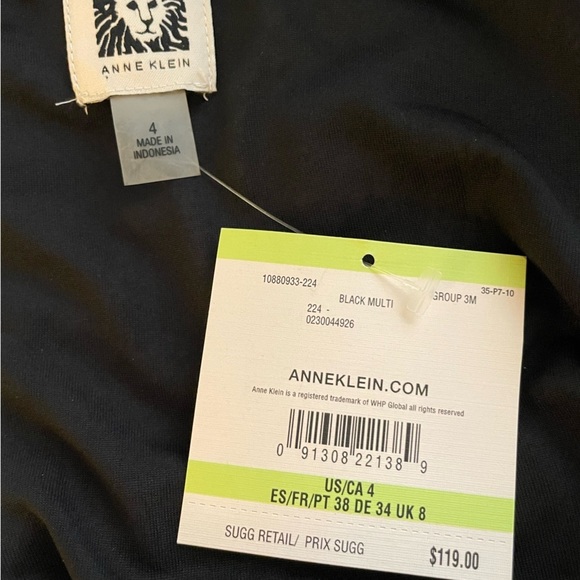 ANNE KLEIN
4
MADE IN
INDONESIA
10880933-224
35-P7-10
BLACK MULTI
GROUP 3M
224 -
0230044926
ANNEKLEIN.COM
Anne Klein is a registered trademark of WHP Global all rights reserved
0 91308 22138 9
US/CA 4
ES/FR/PT 38 DE 34 UK 8
SUGG RETAIL/ PRIX SUGG
$119.00